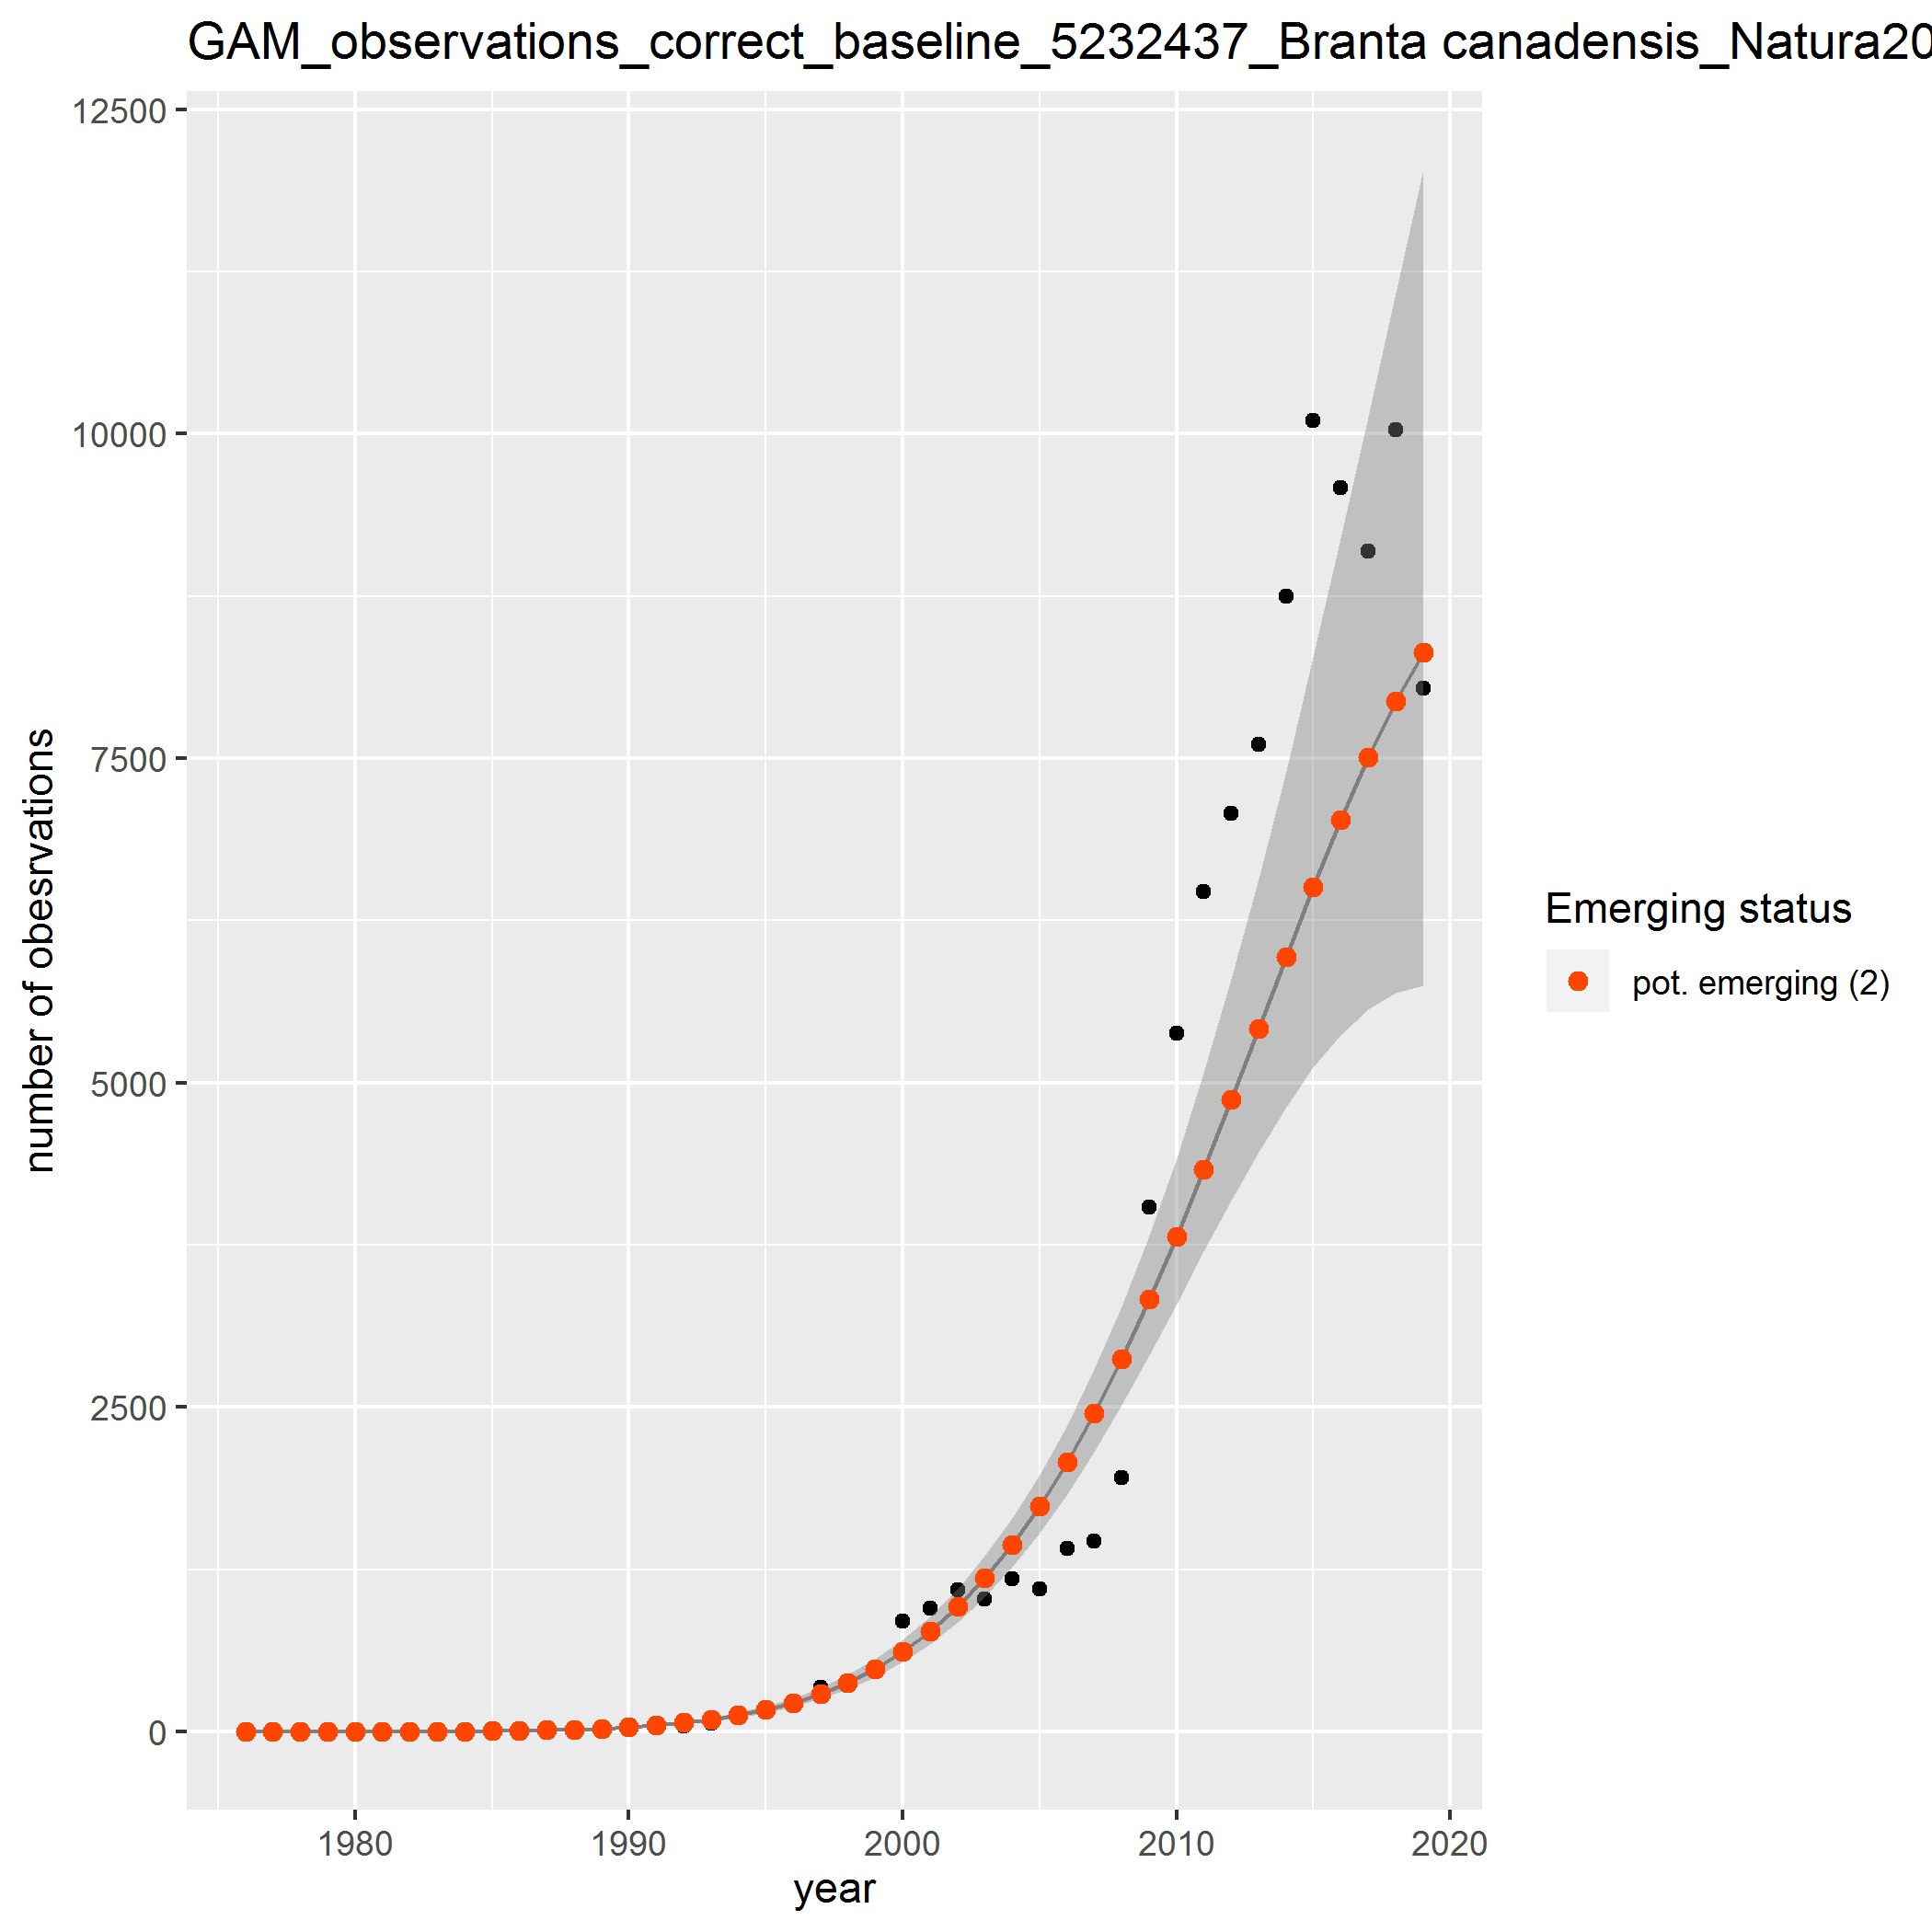 GAM_observations_correct_baseline_5232437_Branta canadensis_Natura20
12500
10000
7500
5000
2500
0
number of obesrvations
1980 1990 2000 2010 2020
year
Emerging status
pot. emerging (2)